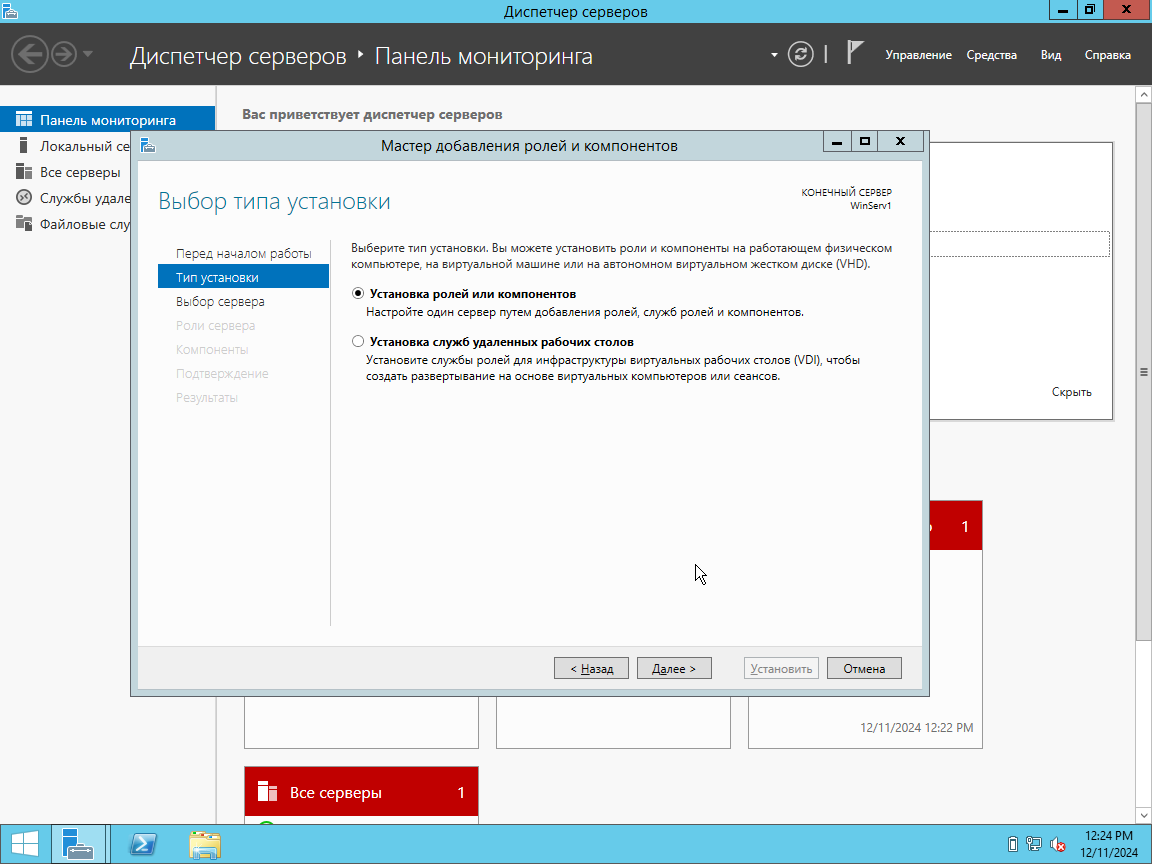 Диспетчер серверов
Диспетчер серверов ‣ Панель мониторинга
Управление Средства Вид Справка
Панель мониторинга
Локальный се
Все серверы
Службы удале
Файловые слу
Вас приветствует диспетчер серверов
Мастер добавления ролей и компонентов
Выбор типа установки
КОНЕЧНЫЙ СЕРВЕР
WinServ1
Перед началом работы
Тип установки
Выбор сервера
Роли сервера
Компоненты
Подтверждение
Результаты
Выберите тип установки. Вы можете установить роли и компоненты на работающем физическом
компьютере, на виртуальной машине или на автономном виртуальном жестком диске (VHD).
Установка ролей или компонентов
Настройте один сервер путем добавления ролей, служб ролей и компонентов.
Установка служб удаленных рабочих столов
Установите службы ролей для инфраструктуры виртуальных рабочих столов (VDI), чтобы
создать развертывание на основе виртуальных компьютеров или сеансов.
< Назад
Далее >
Установить
Отмена
Скрыть
1
12/11/2024 12:22 PM
Все серверы 1
12:24 PM
12/11/2024